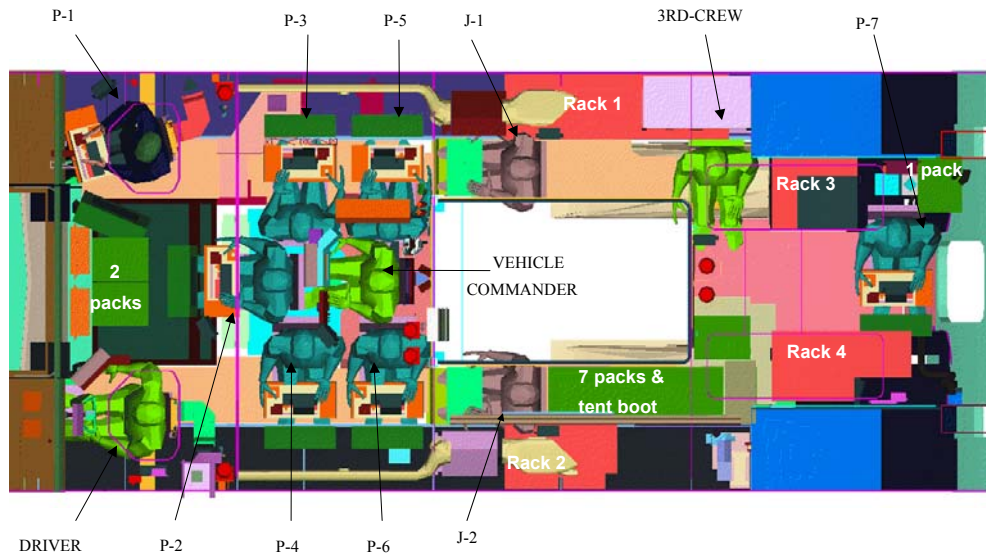 P-1
P-3
P-5
J-1
3RD-CREW
P-7
Rack 1
Rack 3
1 pack
2
packs
VEHICLE
COMMANDER
Rack 4
7 packs &
tent boot
Rack 2
DRIVER
P-2
P-4
P-6
J-2